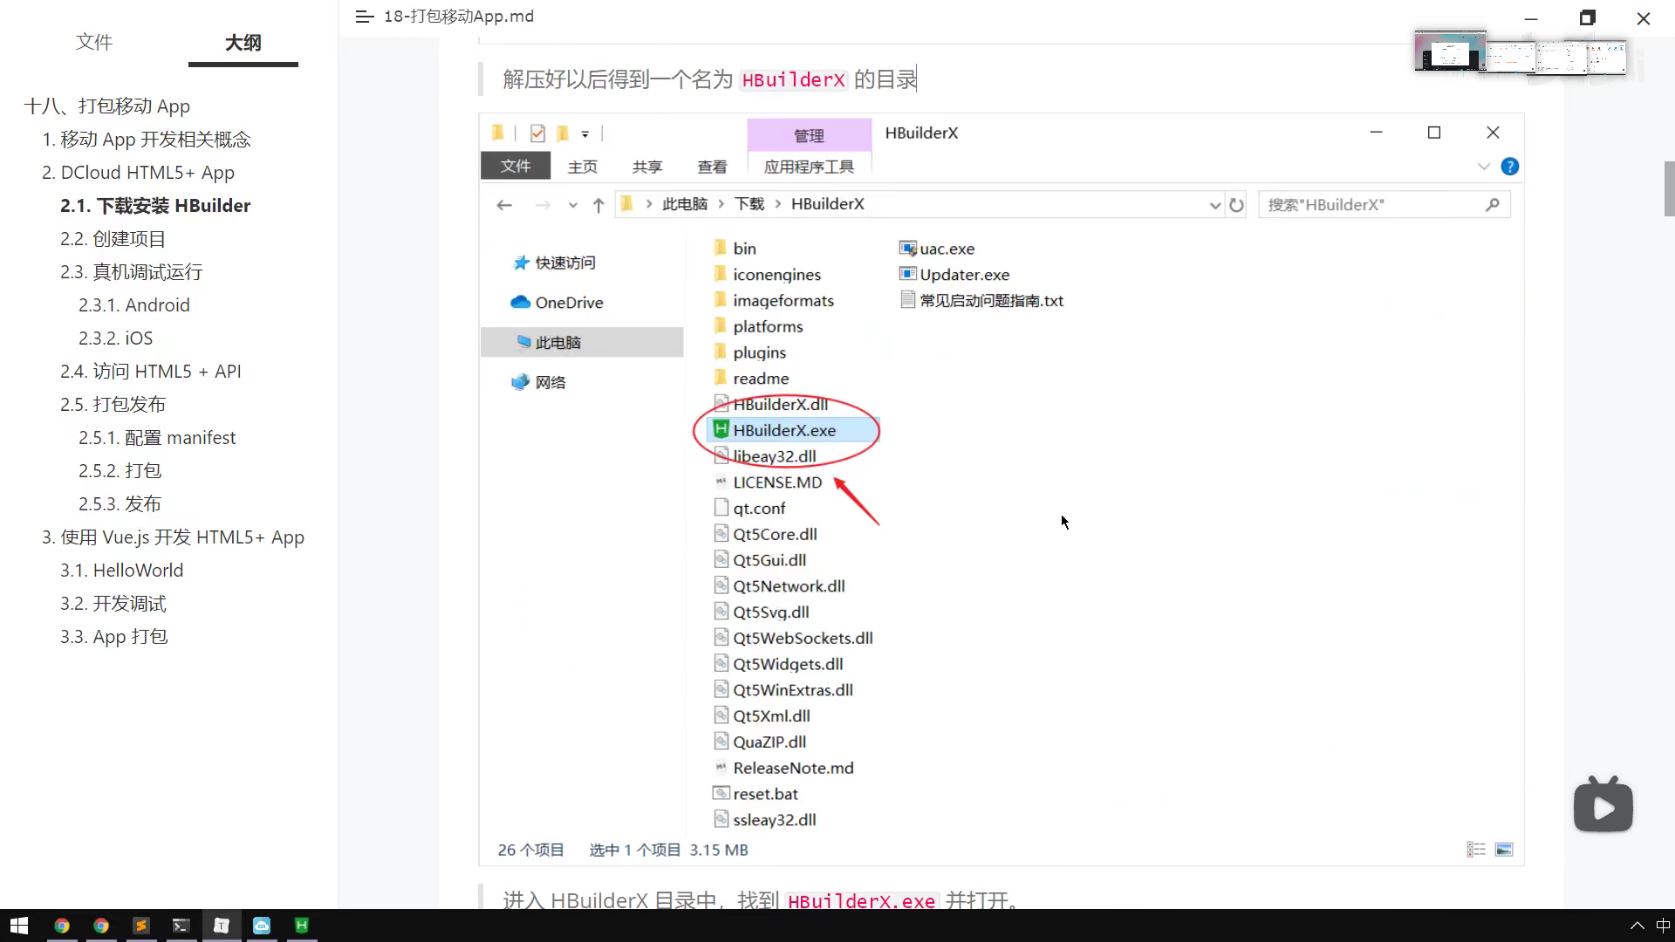 文件
大纲
十八、打包移动 App
1. 移动 App 开发相关概念
2. DCloud HTML5+ App
2.1. 下载安装 HBuilder
2.2. 创建项目
2.3. 真机调试运行
2.3.1. Android
2.3.2. iOS
2.4. 访问 HTML5 + API
2.5. 打包发布
2.5.1. 配置 manifest
2.5.2. 打包
2.5.3. 发布
3. 使用 Vue.js 开发 HTML5+ App
3.1. HelloWorld
3.2. 开发调试
3.3. App 打包
18-打包移动App.md
解压好以后得到一个名为 HBuilderX 的目录
管理
HBuilderX
文件
主页
共享
查看
应用程序工具
此电脑 > 下载 > HBuilderX
搜索"HBuilderX"
快速访问
OneDrive
此电脑
网络
bin
iconengines
imageformats
platforms
plugins
readme
HBuilderX.dll
HBuilderX.exe
libeay32.dll
LICENSE.MD
qt.conf
Qt5Core.dll
Qt5Gui.dll
Qt5Network.dll
Qt5Svg.dll
Qt5WebSockets.dll
Qt5Widgets.dll
Qt5WinExtras.dll
Qt5Xml.dll
QuaZIP.dll
ReleaseNote.md
reset.bat
ssleay32.dll
uac.exe
Updater.exe
常见启动问题指南.txt
26 个项目
选中 1 个项目 3.15 MB
进入 HBuilderX 目录中，找到 HBuilderX.exe 并打开。
中